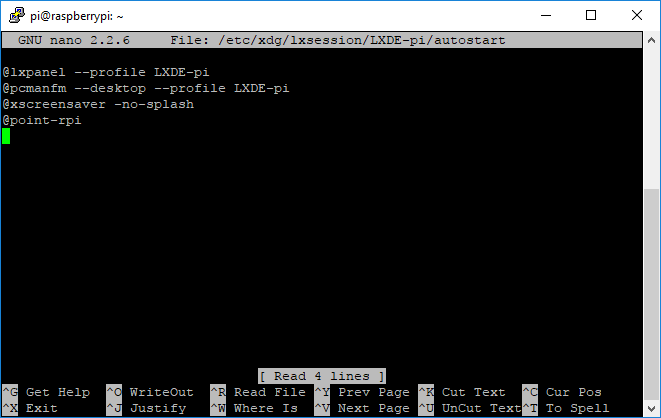 pi@raspberrypi: ~
GNU nano 2.2.6 File: /etc/xdg/lxsession/LXDE-pi/autostart
@lxpanel --profile LXDE-pi
@pcmanfm --desktop --profile LXDE-pi
@xscreensaver -no-splash
@point-rpi
[ Read 4 lines ]
^G Get Help ^O WriteOut ^R Read File ^Y Prev Page ^K Cut Text ^C Cur Pos
^X Exit ^J Justify ^W Where Is ^V Next Page ^U UnCut Text ^T To Spell